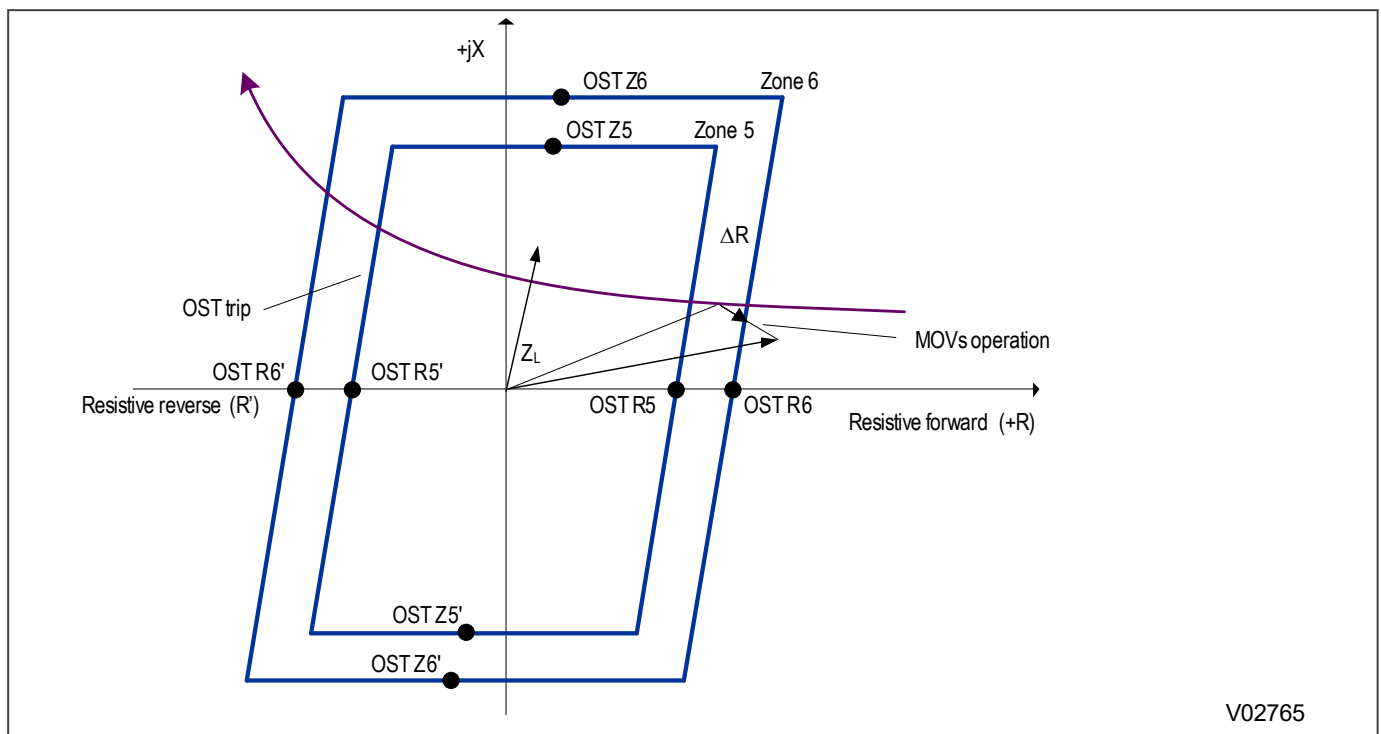 +jX
OST Z6
Zone 6
OST Z5
Zone 5
ΔR
OST trip
MOVs operation
ZL
OST R6'
OST R5'
OST R5
OST R6
Resistive reverse (R')
Resistive forward (+R)
OST Z5'
OST Z6'
V02765